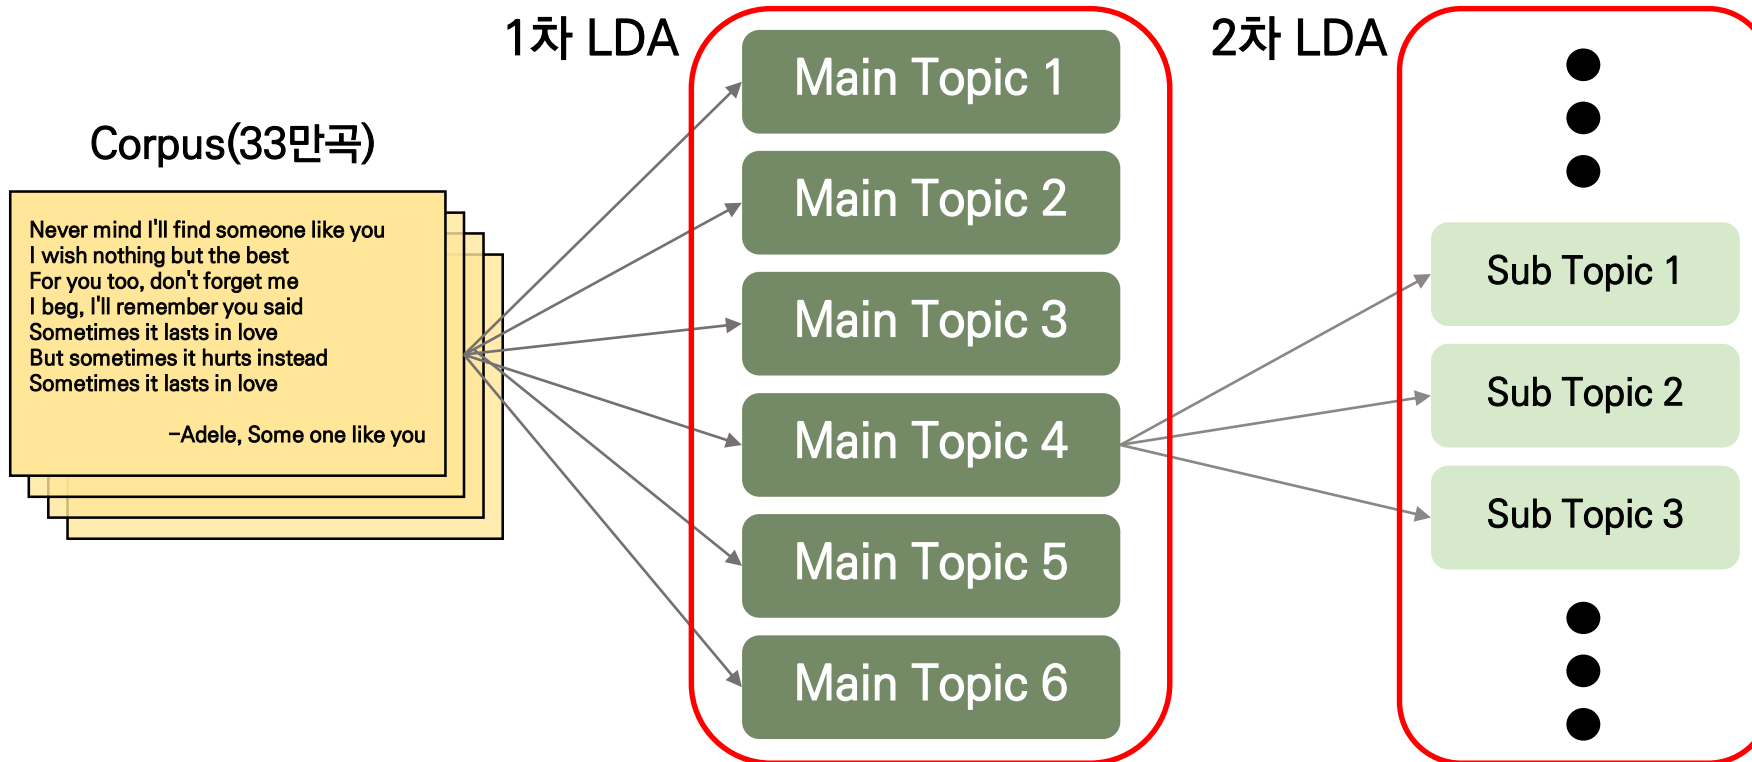 1차 LDA
2차 LDA
Corpus(33만곡)
Never mind I'll find someone like you
I wish nothing but the best
For you too, don't forget me
I beg, I'll remember you said
Sometimes it lasts in love
But sometimes it hurts instead
Sometimes it lasts in love
-Adele, Some one like you
Main Topic 1
Main Topic 2
Main Topic 3
Main Topic 4
Main Topic 5
Main Topic 6
Sub Topic 1
Sub Topic 2
Sub Topic 3